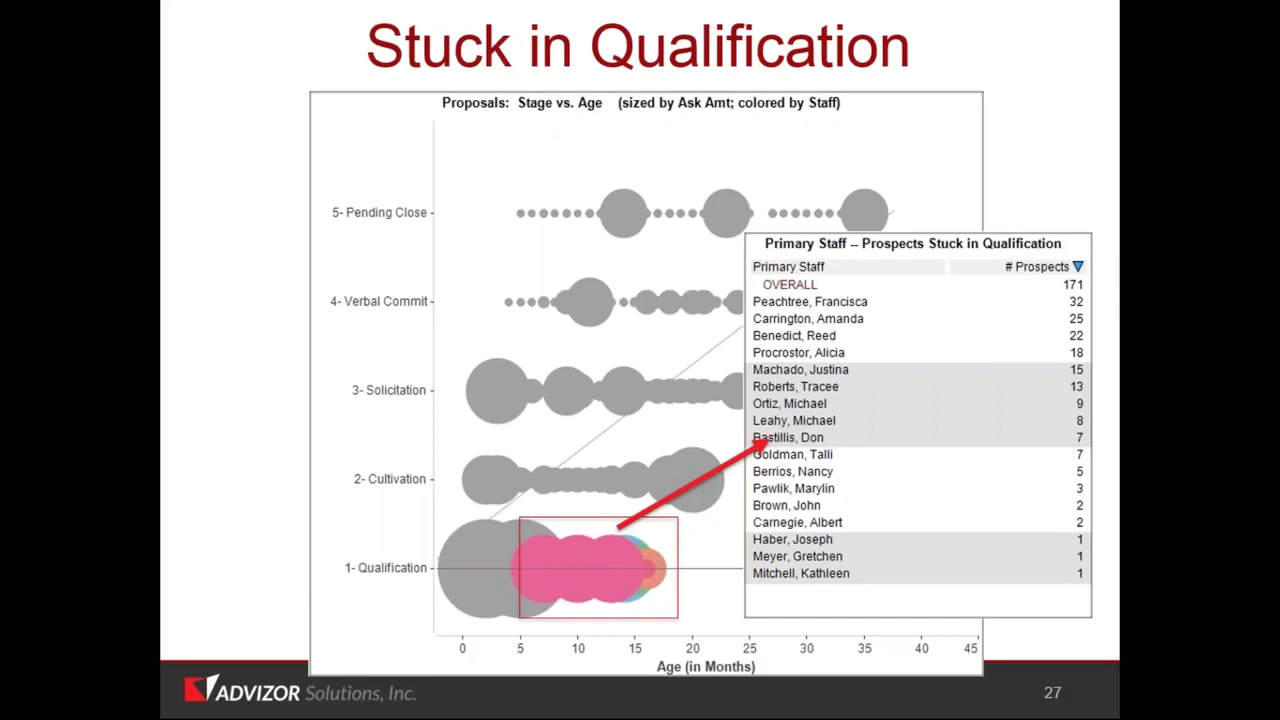 Stuck in Qualification
Proposals: Stage vs. Age (sized by Ask Amt; colored by Staff)
5- Pending Close
4- Verbal Commit
3- Solicitation
2- Cultivation
1- Qualification
0 5 10 15 20 25 30 35 40 45
Age (in Months)
Primary Staff -- Prospects Stuck in Qualification
Primary Staff # Prospects
OVERALL 171
Peachtree, Francisca 32
Carrington, Amanda 25
Benedict, Reed 22
Procrostor, Alicia 18
Machado, Justina 15
Roberts, Tracee 13
Ortiz, Michael 9
Leahy, Michael 8
Bastillis, Don 7
Goldman, Talli 7
Berrios, Nancy 5
Pawlik, Marylin 3
Brown, John 2
Carnegie, Albert 2
Haber, Joseph 1
Meyer, Gretchen 1
Mitchell, Kathleen 1
ADVIZOR Solutions, Inc.
27